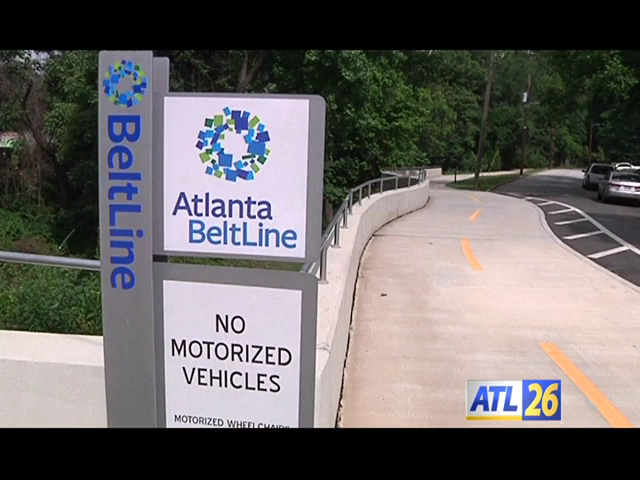 BeltLine
Atlanta
BeltLine
NO
MOTORIZED
VEHICLES
MOTORIZED WHEELCHAIRS
ATL 26